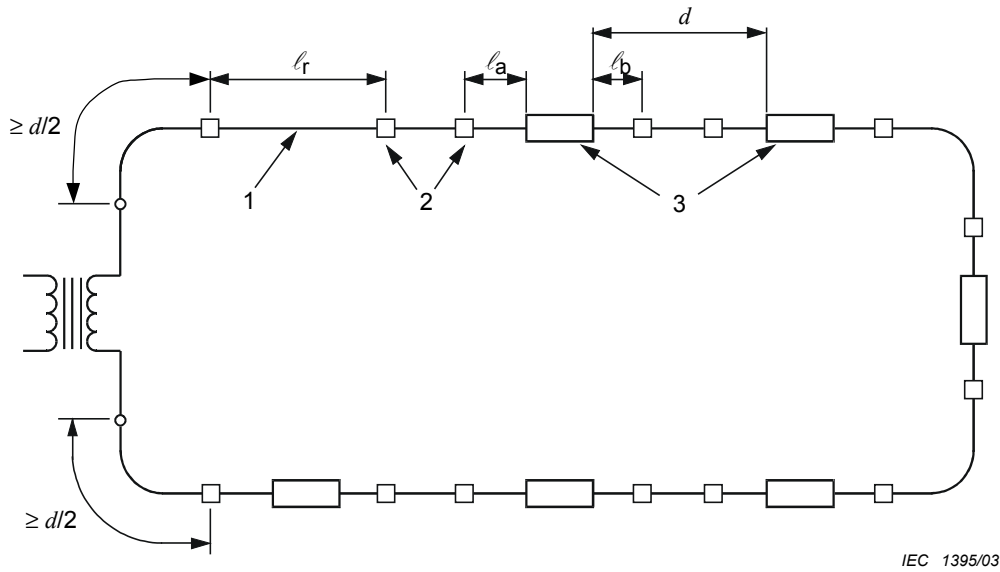 d
ℓr
ℓa
ℓb
≥ d/2
1
2
3
≥ d/2
IEC 1395/03